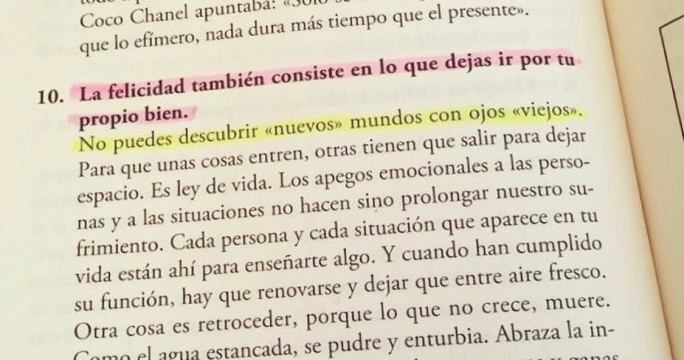 Coco Chanel apuntaba: «Sólo se
que lo efímero, nada dura más tiempo que el presente».
10. La felicidad también consiste en lo que dejas ir por tu
propio bien.
No puedes descubrir «nuevos» mundos con ojos «viejos».
Para que unas cosas entren, otras tienen que salir para dejar
espacio. Es ley de vida. Los apegos emocionales a las perso-
nas y a las situaciones no hacen sino prolongar nuestro su-
frimiento. Cada persona y cada situación que aparece en tu
vida están ahí para enseñarte algo. Y cuando han cumplido
su función, hay que renovarse y dejar que entre aire fresco.
Otra cosa es retroceder, porque lo que no crece, muere.
Como el agua estancada, se pudre y enturbia. Abraza la in-
y ganas